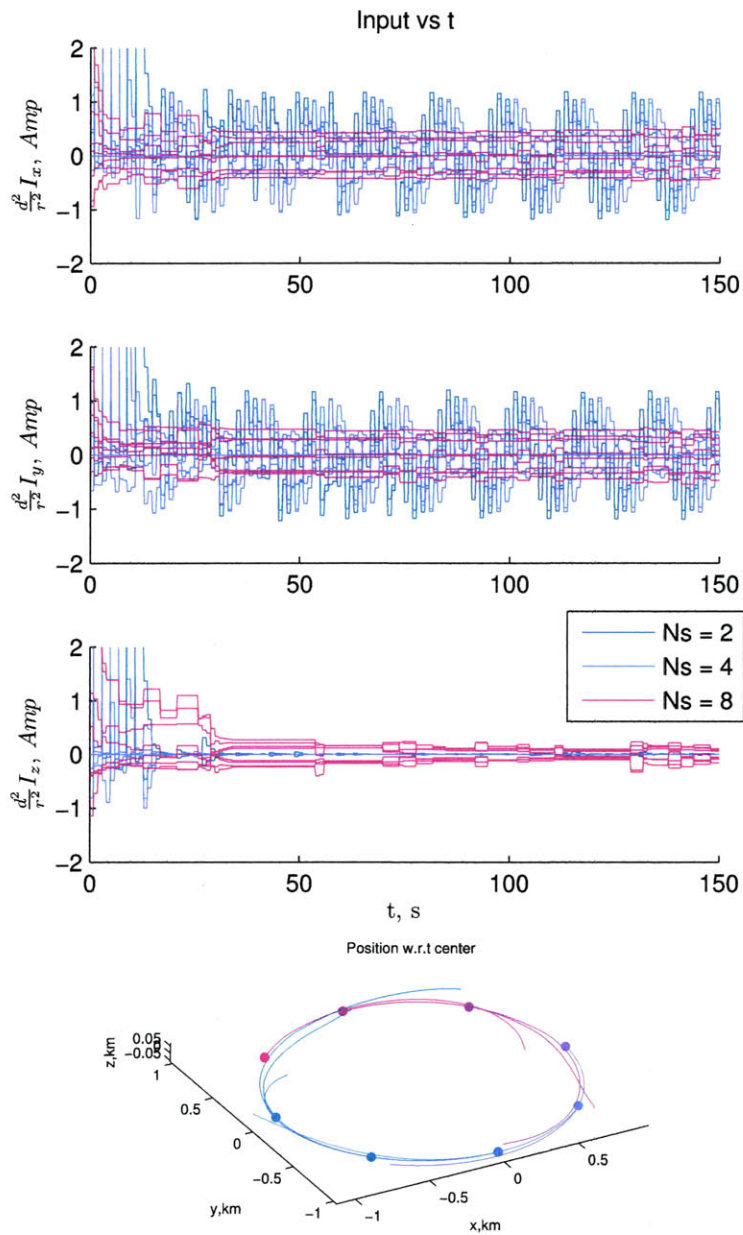 Input vs t
2
1
0
−1
−2
d²/r² I_x, Amp
0 50 100 150
2
1
0
−1
−2
d²/r² I_y, Amp
0 50 100 150
Ns = 2
Ns = 4
Ns = 8
2
1
0
−1
−2
d²/r² I_z, Amp
0 50 100 150
t, s
Position w.r.t center
z,km
0.05
0
−0.05
1
0.5
0
−0.5
−1
y,km
−1
−0.5
0
0.5
x,km